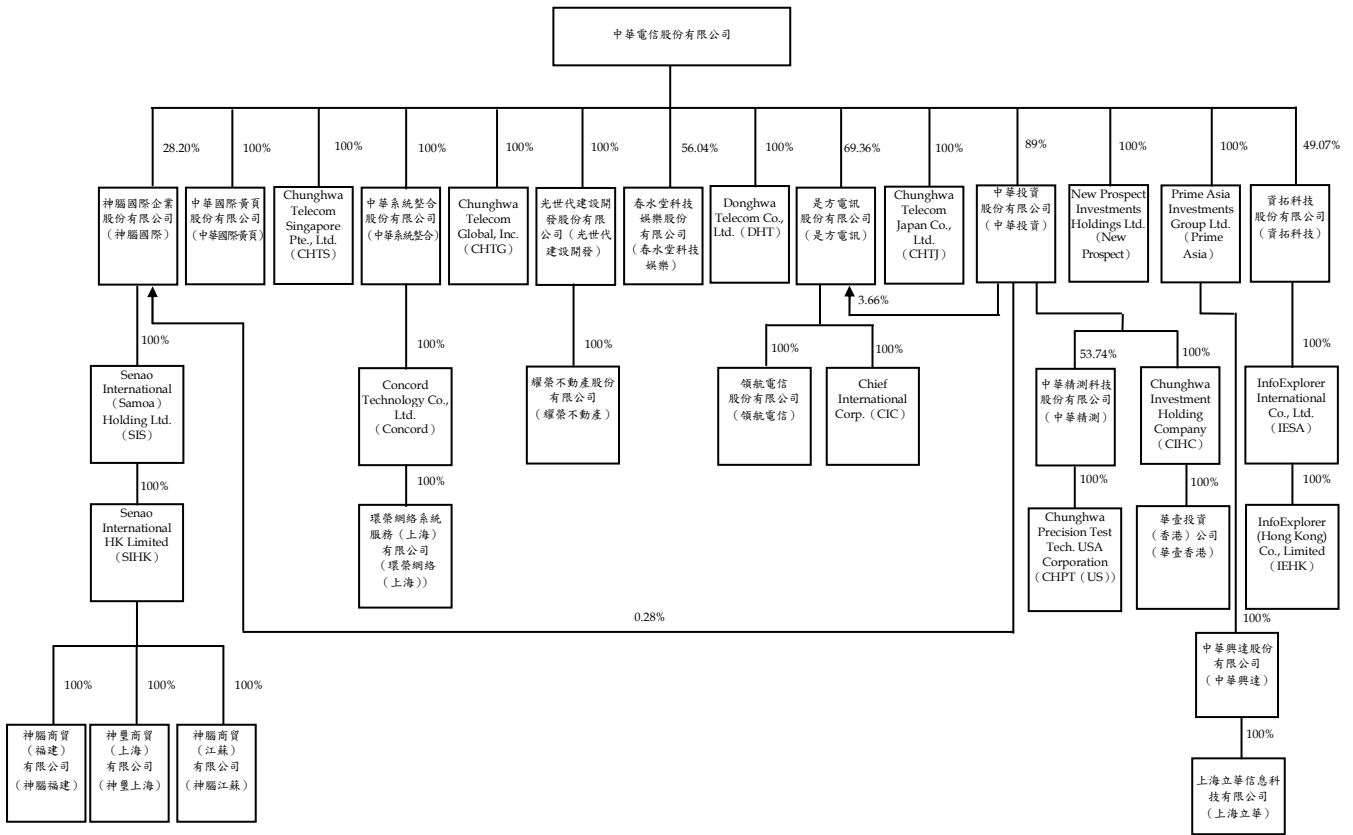 中華電信股份有限公司
28.20%
100%
100%
100%
100%
100%
56.04%
100%
69.36%
100%
89%
100%
100%
49.07%
神腦國際企業
股份有限公司
（神腦國際）
中華國際黃頁
股份有限公司
（中華國際黃頁）
Chunghwa
Telecom
Singapore
Pte., Ltd.
（CHTS）
中華系統整合
股份有限公司
（中華系統整合）
Chunghwa
Telecom
Global, Inc.
（CHTG）
光世代建設開
發股份有限
公司（光世代
建設開發）
春水堂科技
娛樂股份
有限公司
（春水堂科技
娛樂）
Donghwa
Telecom Co.,
Ltd.（DHT）
是方電訊
股份有限公司
（是方電訊）
Chunghwa
Telecom
Japan Co.,
Ltd.
（CHTJ）
中華投資
股份有限公司
（中華投資）
New Prospect
Investments
Holdings Ltd.
（New
Prospect）
Prime Asia
Investments
Group Ltd.
（Prime
Asia）
資拓科技
股份有限公司
（資拓科技）
3.66%
100%
100%
100%
100%
100%
53.74%
100%
100%
Senao
International
（Samoa）
Holding Ltd.
（SIS）
Concord
Technology Co.,
Ltd.
（Concord）
耀榮不動產股份
有限公司
（耀榮不動產）
領航電信
股份有限公司
（領航電信）
Chief
International
Corp.（CIC）
中華精測科技
股份有限公司
（中華精測）
Chunghwa
Investment
Holding
Company
（CIHC）
InfoExplorer
International
Co., Ltd.
（IESA）
100%
100%
100%
100%
100%
Senao
International
HK Limited
（SIHK）
環榮網絡系統
服務（上海）
有限公司
（環榮網絡
（上海））
Chunghwa
Precision Test
Tech. USA
Corporation
（CHPT（US））
華壹投資
（香港）公司
（華壹香港）
InfoExplorer
(Hong Kong)
Co., Limited
（IEHK）
0.28%
100%
中華興達股份
有限公司
（中華興達）
100%
100%
100%
100%
神腦商貿
（福建）
有限公司
（神腦福建）
神璽商貿
（上海）
有限公司
（神璽上海）
神腦商貿
（江蘇）
有限公司
（神腦江蘇）
上海立華信息科
技有限公司
（上海立華）